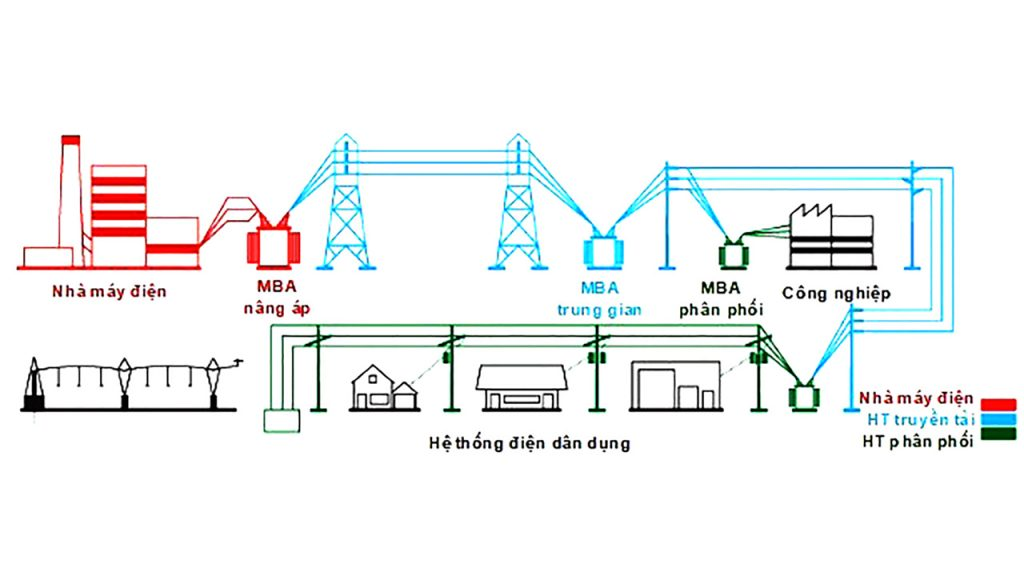 Nhà máy điện
MBA
nâng áp
MBA
trung gian
MBA
phân phối
Công nghiệp
Hệ thống điện dân dụng
Nhà máy điện
HT truyền tải
HT phân phối